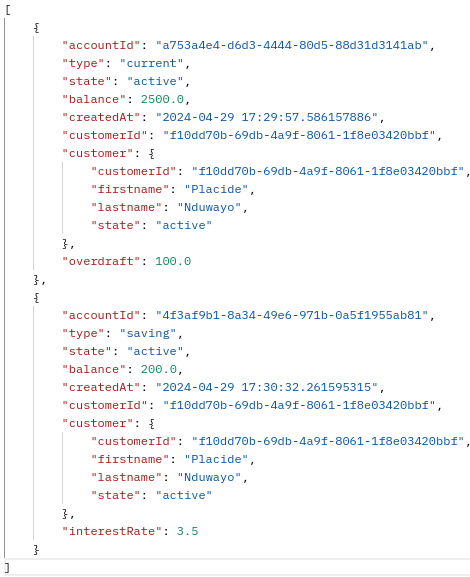 [
    {
        "accountId": "a753a4e4-d6d3-4444-80d5-88d31d3141ab",
        "type": "current",
        "state": "active",
        "balance": 2500.0,
        "createdAt": "2024-04-29 17:29:57.586157886",
        "customerId": "f10dd70b-69db-4a9f-8061-1f8e03420bbf",
        "customer": {
            "customerId": "f10dd70b-69db-4a9f-8061-1f8e03420bbf",
            "firstname": "Placide",
            "lastname": "Nduwayo",
            "state": "active"
        },
        "overdraft": 100.0
    },
    {
        "accountId": "4f3af9b1-8a34-49e6-971b-0a5f1955ab81",
        "type": "saving",
        "state": "active",
        "balance": 200.0,
        "createdAt": "2024-04-29 17:30:32.261595315",
        "customerId": "f10dd70b-69db-4a9f-8061-1f8e03420bbf",
        "customer": {
            "customerId": "f10dd70b-69db-4a9f-8061-1f8e03420bbf",
            "firstname": "Placide",
            "lastname": "Nduwayo",
            "state": "active"
        },
        "interestRate": 3.5
    }
]